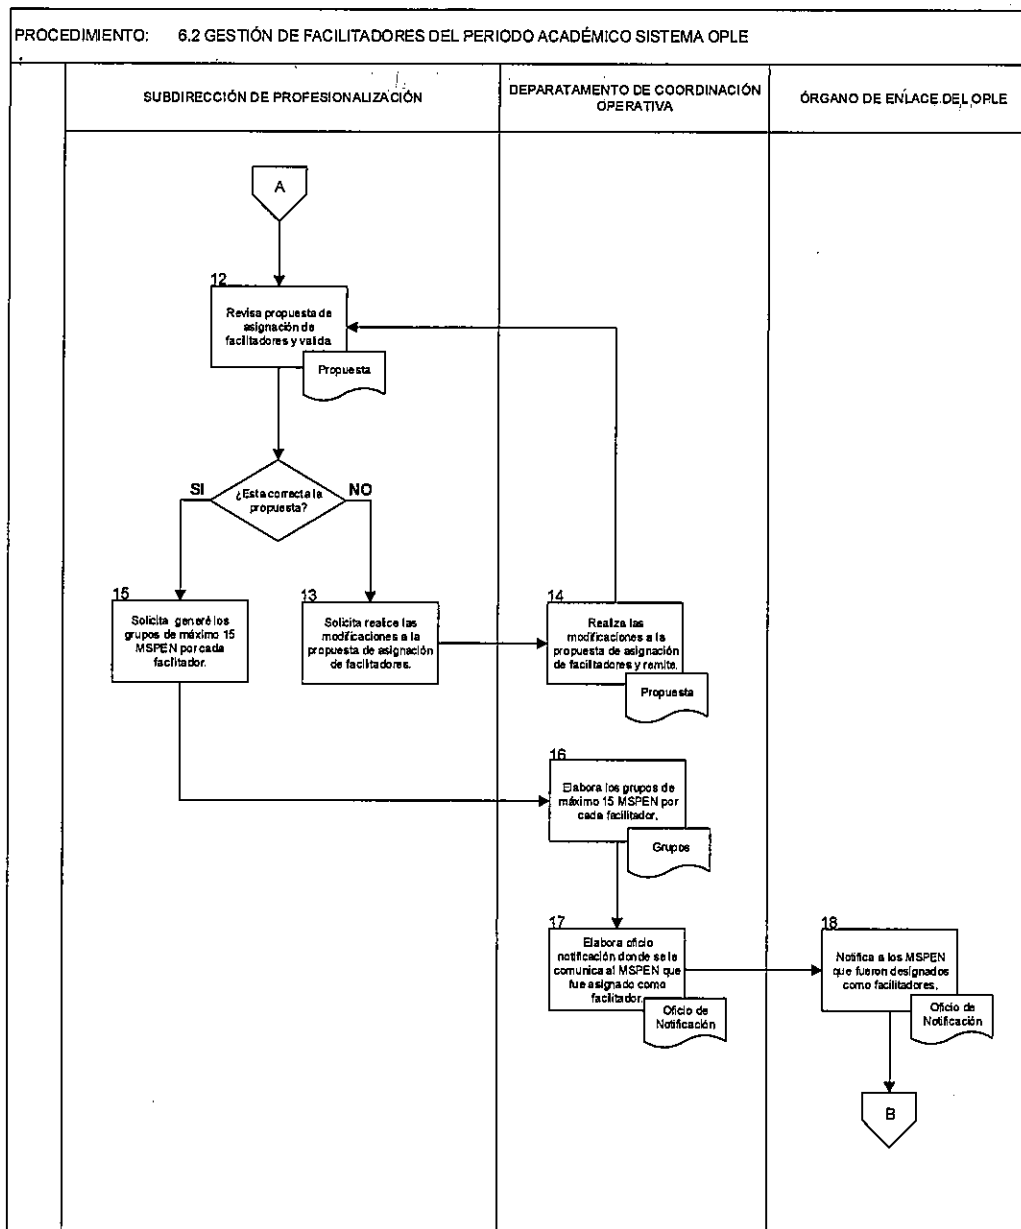 PROCEDIMIENTO: 6.2 GESTIÓN DE FACILITADORES DEL PERIODO ACADÉMICO SISTEMA OPLE
SUBDIRECCIÓN DE PROFESIONALIZACIÓN
DEPARATAMENTO DE COORDINACIÓN
OPERATIVA
ÓRGANO DE ENLACE DEL OPLE
A
12
Revisa propuesta de
asignación de
facilitadores y valida.
Propuesta
¿Esta correcta la
propuesta?
SI
NO
15
Solicita generé los
grupos de máximo 15
MSPEN por cada
facilitador.
13
Solicita realice las
modificaciones a la
propuesta de asignación
de facilitadores.
14
Realiza las
modificaciones a la
propuesta de asignación
de facilitadores y remite.
Propuesta
16
Elabora los grupos de
máximo 15 MSPEN por
cada facilitador.
Grupos
17
Elabora oficio
notificación donde se le
comunica al MSPEN que
fue asignado como
facilitador.
Oficio de
Notificación
18
Notifica a los MSPEN
que fueron designados
como facilitadores.
Oficio de
Notificación
B